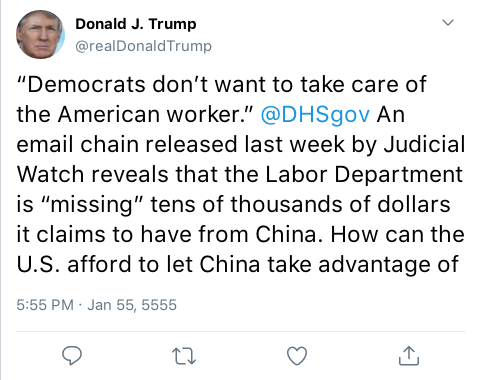 Donald J. Trump
@realDonaldTrump
“Democrats don’t want to take care of
the American worker.” @DHSgov An
email chain released last week by Judicial
Watch reveals that the Labor Department
is “missing” tens of thousands of dollars
it claims to have from China. How can the
U.S. afford to let China take advantage of
5:55 PM · Jan 55, 5555